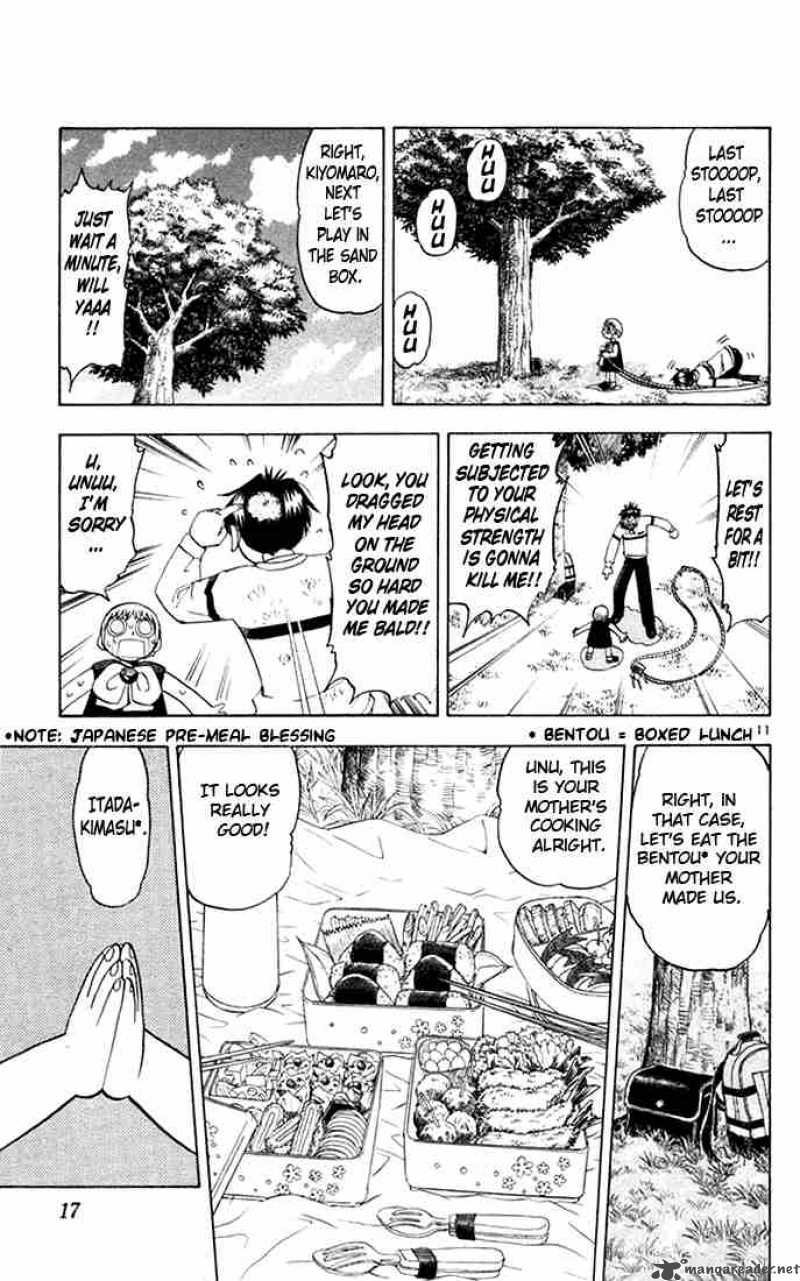 LAST
STOOOOP,
LAST
STOOOOP
...
HUU
HUU
HUU
RIGHT,
KIYOMARO,
NEXT
LET'S
PLAY IN
THE SAND
BOX.
JUST
WAIT A
MINUTE,
WILL
YAAA
!!
LET'S
REST
FOR A
BIT!!
GETTING
SUBJECTED
TO YOUR
PHYSICAL
STRENGTH
IS GONNA
KILL ME!!
LOOK, YOU
DRAGGED
MY HEAD
ON THE
GROUND
SO HARD
YOU MADE
ME BALD!!
U,
UNUU,
I'M
SORRY
...
* BENTOU = BOXED LUNCH 11
*NOTE: JAPANESE PRE-MEAL BLESSING
RIGHT, IN
THAT CASE,
LET'S EAT THE
BENTOU* YOUR
MOTHER
MADE US.
UNU, THIS
IS YOUR
MOTHER'S
COOKING
ALRIGHT.
IT LOOKS
REALLY
GOOD!
ITADA-
KIMASU*.
17
mangareader.net